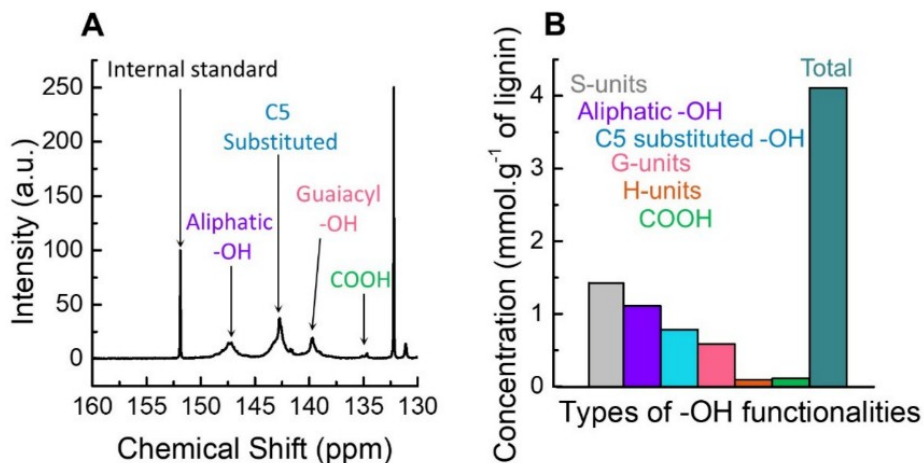 A
Intensity (a.u.)
250
200
150
100
50
0
Internal standard
C5
Substituted
Guaiacyl
-OH
Aliphatic
-OH
COOH
160 155 150 145 140 135 130
Chemical Shift (ppm)
B
Concentration (mmol.g⁻¹ of lignin)
4
3
2
1
0
Total
S-units
Aliphatic -OH
C5 substituted -OH
G-units
H-units
COOH
Types of -OH functionalities